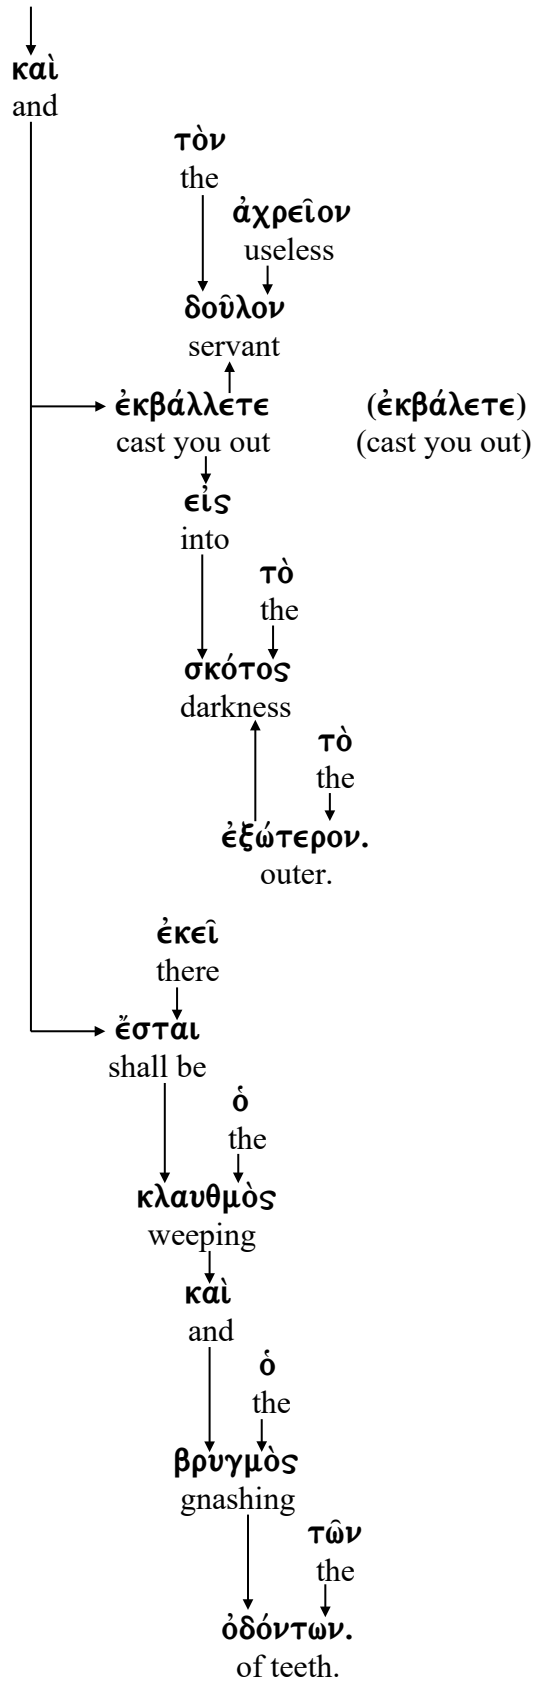 καὶ
and
τὸν
the
ἀχρεῖον
useless
δοῦλον
servant
ἐκβάλλετε (ἐκβάλετε)
cast you out (cast you out)
εἰς
into
τὸ
the
σκότος
darkness
τὸ
the
ἐξώτερον.
outer.
ἐκεῖ
there
ἔσται
shall be
ὁ
the
κλαυθμὸς
weeping
καὶ
and
ὁ
the
βρυγμὸς
gnashing
τῶν
the
ὀδόντων.
of teeth.